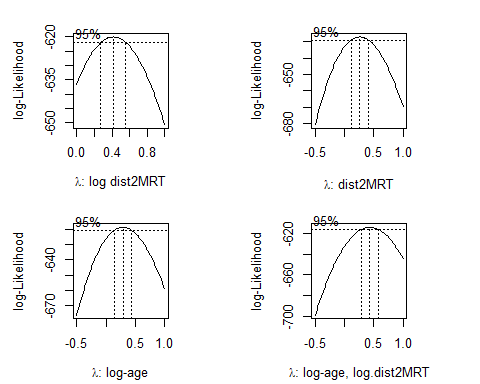 95%
log-Likelihood
-620
-635
-650
0.0 0.4 0.8
λ: log dist2MRT
95%
log-Likelihood
-650
-680
-0.5 0.5 1.0
λ: dist2MRT
95%
log-Likelihood
-640
-670
-0.5 0.5 1.0
λ: log-age
95%
log-Likelihood
-620
-660
-700
-0.5 0.5 1.0
λ: log-age, log.dist2MRT